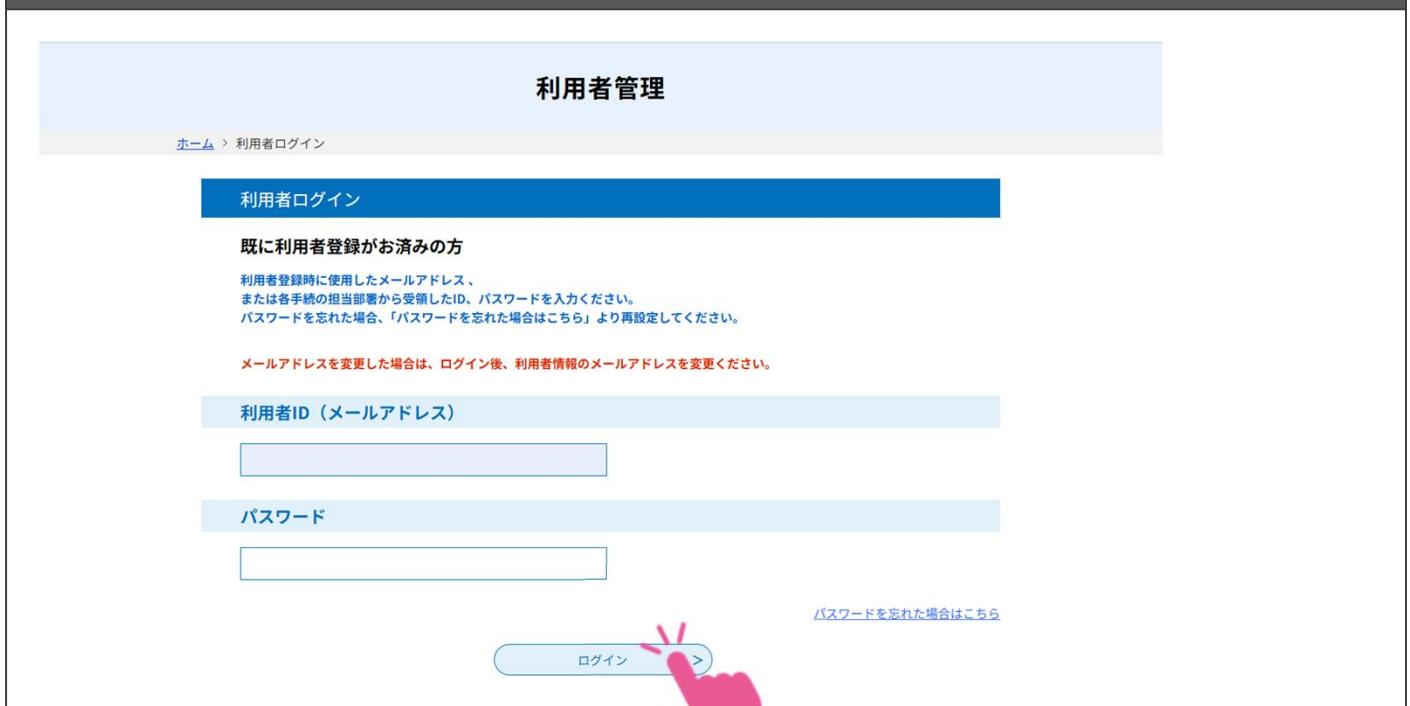 利用者管理
ホーム > 利用者ログイン
利用者ログイン
既に利用者登録がお済みの方
利用者登録時に使用したメールアドレス 、
または各手続の担当部署から受領したID、パスワードを入力ください。
パスワードを忘れた場合、「パスワードを忘れた場合はこちら」より再設定してください。
メールアドレスを変更した場合は、ログイン後、利用者情報のメールアドレスを変更ください。
利用者ID（メールアドレス）
パスワード
パスワードを忘れた場合はこちら
ログイン >